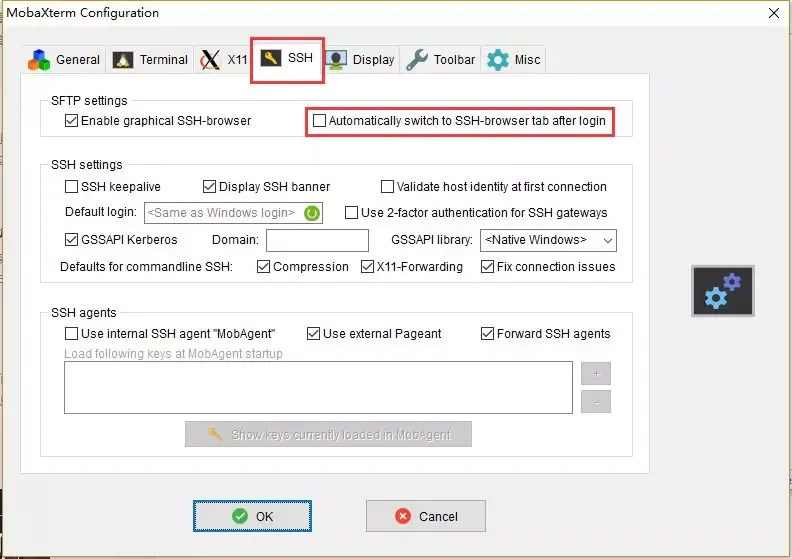 MobaXterm Configuration
General Terminal X11 SSH Display Toolbar Misc
SFTP settings
Enable graphical SSH-browser Automatically switch to SSH-browser tab after login
SSH settings
SSH keepalive Display SSH banner Validate host identity at first connection
Default login: <Same as Windows login> Use 2-factor authentication for SSH gateways
GSSAPI Kerberos Domain: GSSAPI library: <Native Windows>
Defaults for commandline SSH: Compression X11-Forwarding Fix connection issues
SSH agents
Use internal SSH agent "MobAgent" Use external Pageant Forward SSH agents
Load following keys at MobAgent startup
+
-
Show keys currently loaded in MobAgent
OK Cancel